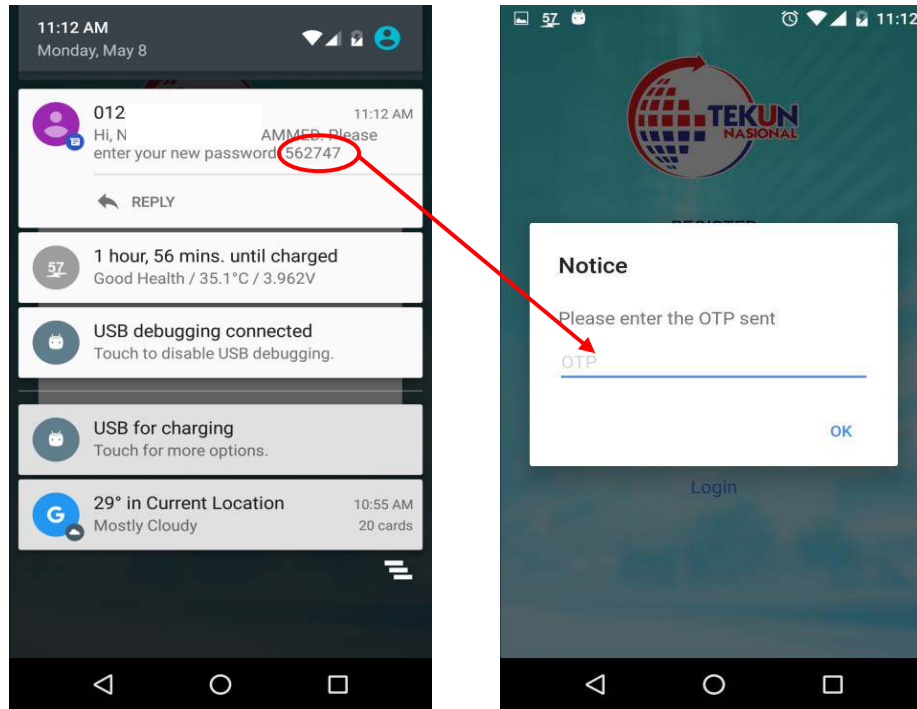 11:12 AM
Monday, May 8
012
11:12 AM
Hi, N AMMED. Please
enter your new password 562747
REPLY
57
1 hour, 56 mins. until charged
Good Health / 35.1°C / 3.962V
USB debugging connected
Touch to disable USB debugging.
USB for charging
Touch for more options.
G
29° in Current Location
10:55 AM
Mostly Cloudy
20 cards
57
11:12
TEKUN
NASIONAL
REGISTER
Notice
Please enter the OTP sent
OTP
OK
Login